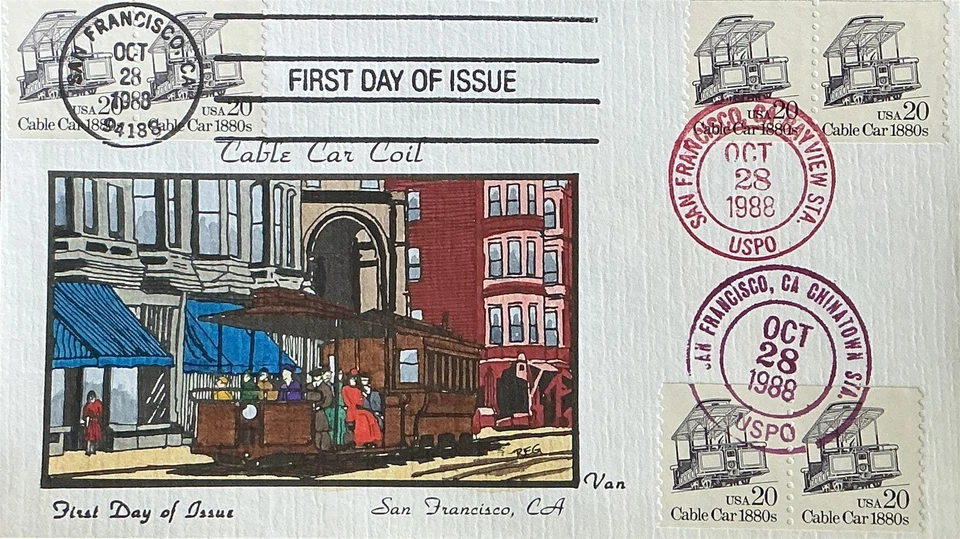 SAN FRANCISCO, CA
OCT
28
1988
94188
USA 20
Cable Car 1880s
USA 20
Cable Car 1880s
FIRST DAY OF ISSUE
Cable Car Coil
USA 20
Cable Car 1880s
USA 20
Cable Car 1880s
SAN FRANCISCO, CA BAYVIEW STA.
OCT
28
1988
USPO
SAN FRANCISCO, CA CHINATOWN STA.
OCT
28
1988
USPO
REG
Van
First Day of Issue
San Francisco, CA
USA 20
Cable Car 1880s
USA 20
Cable Car 1880s